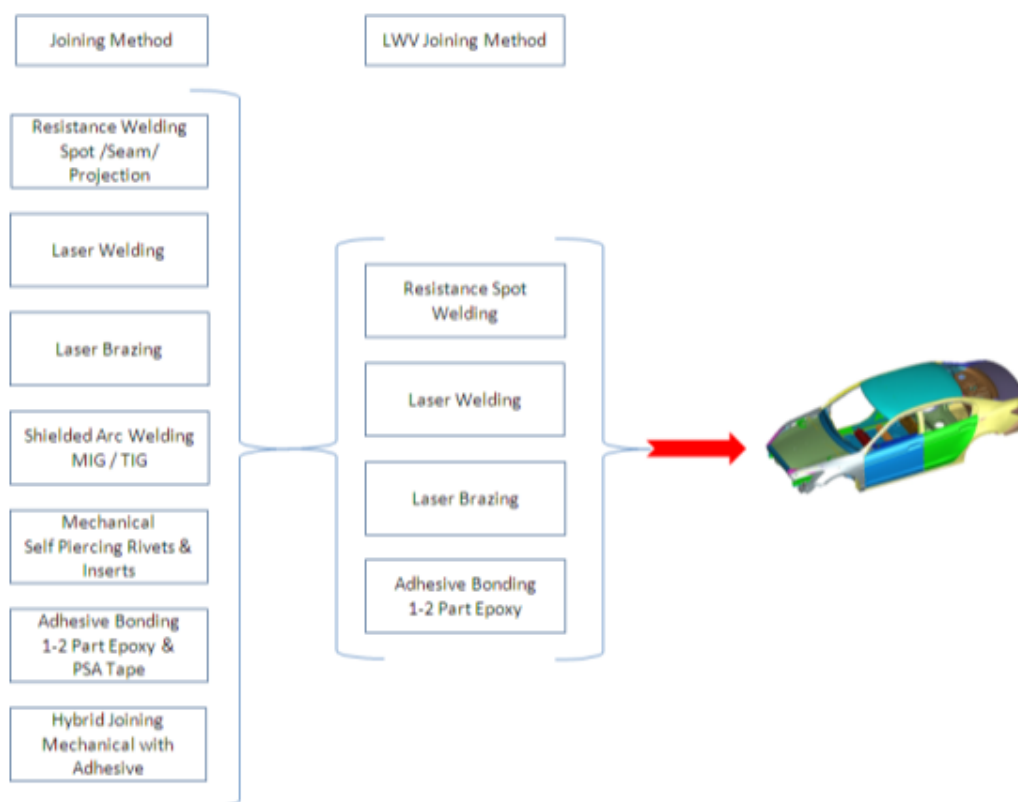 Joining Method
LWV Joining Method
Resistance Welding
Spot /Seam/
Projection
Laser Welding
Laser Brazing
Shielded Arc Welding
MIG / TIG
Mechanical
Self Piercing Rivets &
Inserts
Adhesive Bonding
1-2 Part Epoxy &
PSA Tape
Hybrid Joining
Mechanical with
Adhesive
Resistance Spot
Welding
Laser Welding
Laser Brazing
Adhesive Bonding
1-2 Part Epoxy